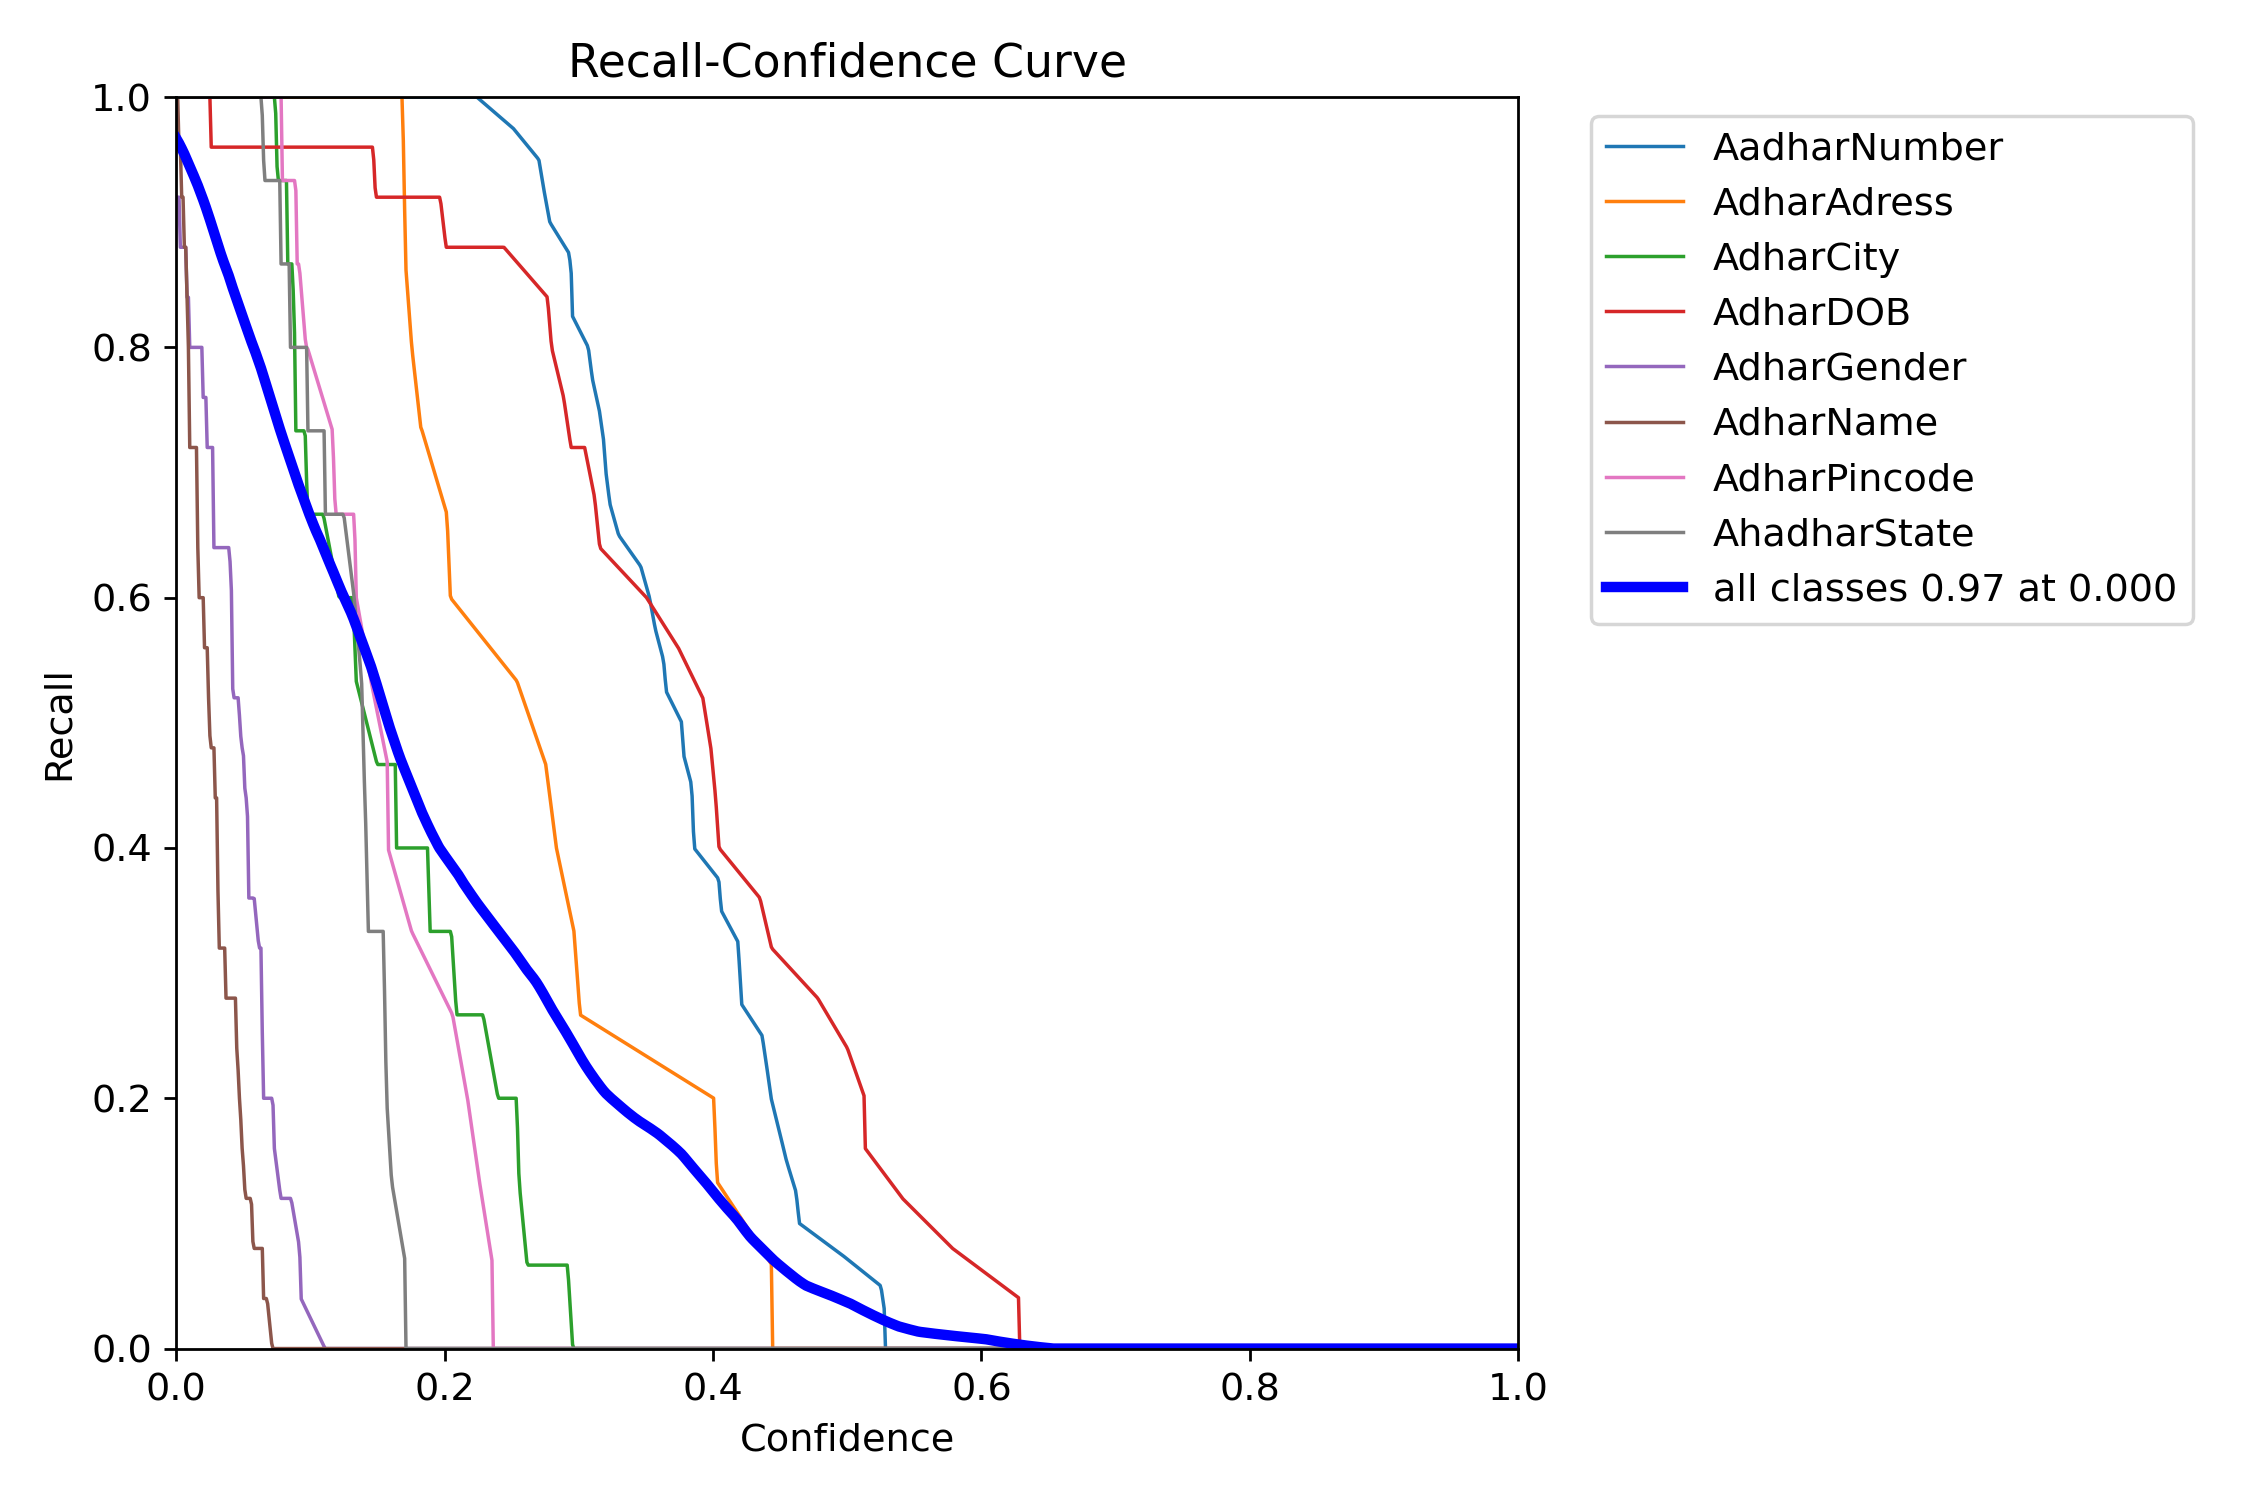 Recall-Confidence Curve
1.0
0.8
0.6
0.4
0.2
0.0
Recall
0.0 0.2 0.4 0.6 0.8 1.0
Confidence
AadharNumber
AdharAdress
AdharCity
AdharDOB
AdharGender
AdharName
AdharPincode
AhadharState
all classes 0.97 at 0.000